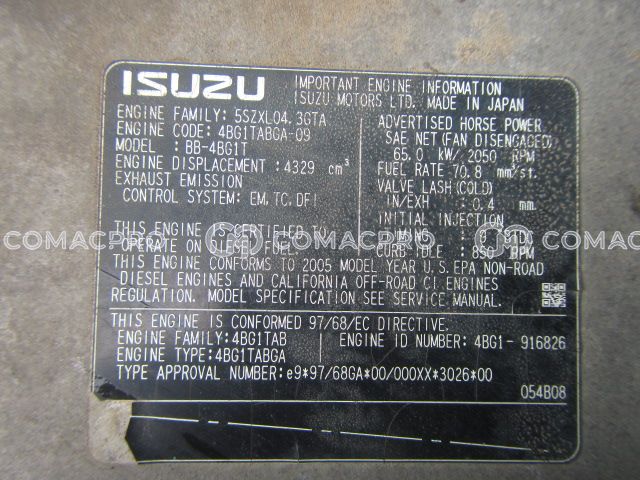 ISUZU
IMPORTANT ENGINE INFORMATION
ISUZU MOTORS LTD. MADE IN JAPAN
ENGINE FAMILY: 5SZXL04.3GTA
ENGINE CODE: 4BG1TABGA-09
MODEL : BB-4BG1T
ENGINE DISPLACEMENT: 4329 cm³
EXHAUST EMISSION
CONTROL SYSTEM: EM,TC,DFI
ADVERTISED HORSE POWER
SAE NET(FAN DISENGAGED)
65.0 kW/ 2050 RPM
FUEL RATE 70.8 mm³/st.
VALVE LASH(COLD)
IN/EXH : 0.4 mm.
INITIAL INJECTION
CURB IDLE : 850 RPM
THIS ENGINE IS CERTIFIED TO
OPERATE ON DIESEL FUEL.
THIS ENGINE CONFORMS TO 2005 MODEL YEAR U.S.EPA NON-ROAD
DIESEL ENGINES AND CALIFORNIA OFF-ROAD CI ENGINES
REGULATION. MODEL SPECIFICATION SEE SERVICE MANUAL.
COMACPRO COMACPRO COMACPRO
THIS ENGINE IS CONFIRMED 97/68/EC DIRECTIVE.
ENGINE FAMILY:4BG1TAB ENGINE ID NUMBER: 4BG1- 916826
ENGINE TYPE:4BG1TABGA
TYPE APPROVAL NUMBER: e9*97/68GA*00/000XX*3026*00
054B08